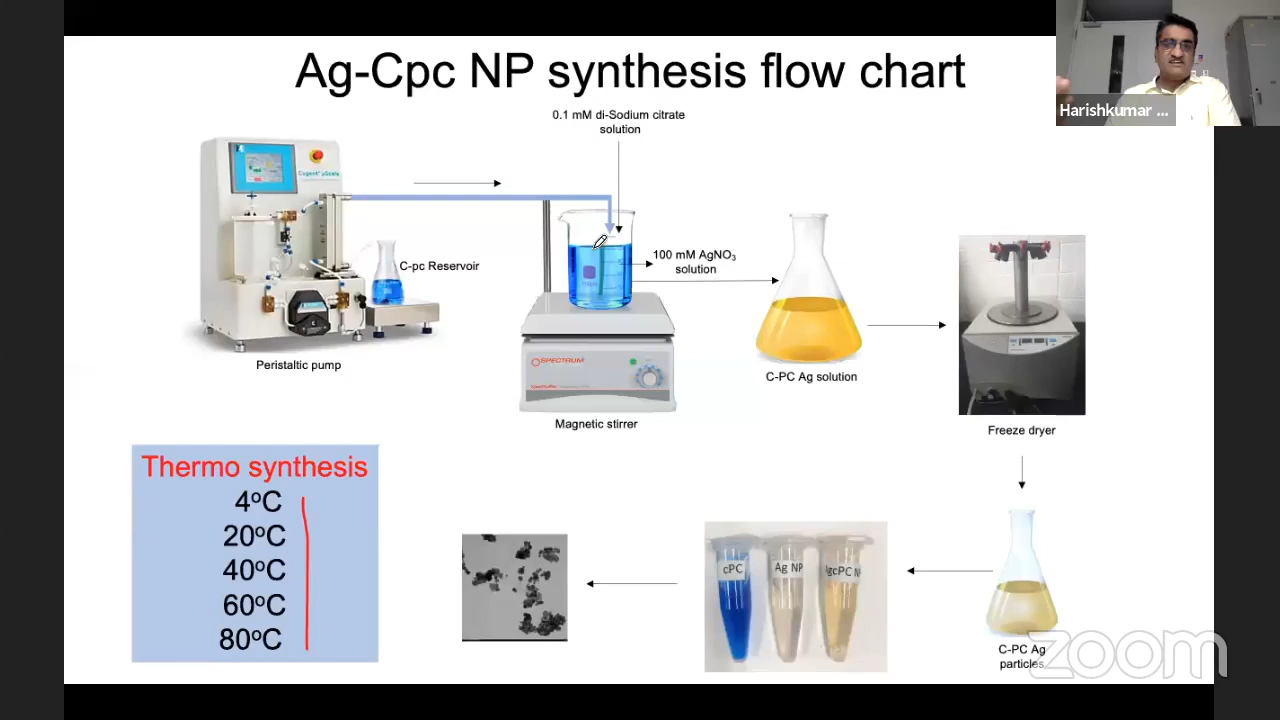 Ag-Cpc NP synthesis flow chart
Harishkumar ...
0.1 mM di-Sodium citrate
solution
C-pc Reservoir
100 mM AgNO₃
solution
Peristaltic pump
SPECTRUM
Magnetic stirrer
C-PC Ag solution
Freeze dryer
Thermo synthesis
4°C
20°C
40°C
60°C
80°C
cPC
Ag NP
AgcPC N
C-PC Ag
particles
zoom